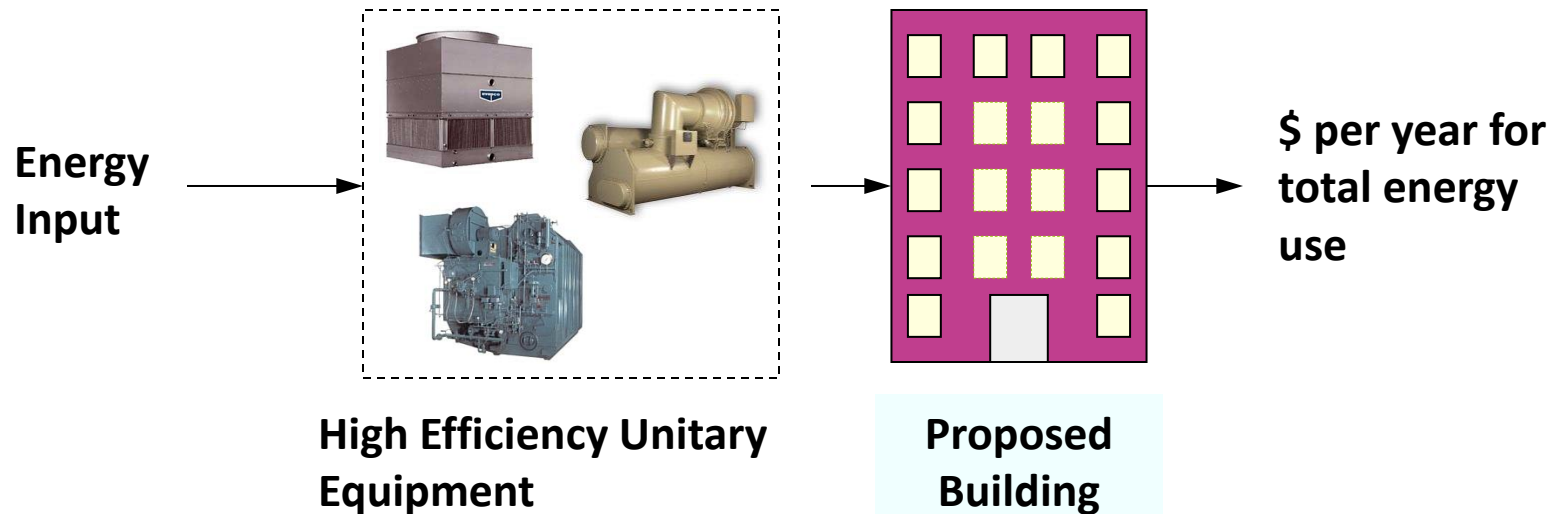 Energy
Input
$ per year for
total energy
use
High Efficiency Unitary
Equipment
Proposed
Building